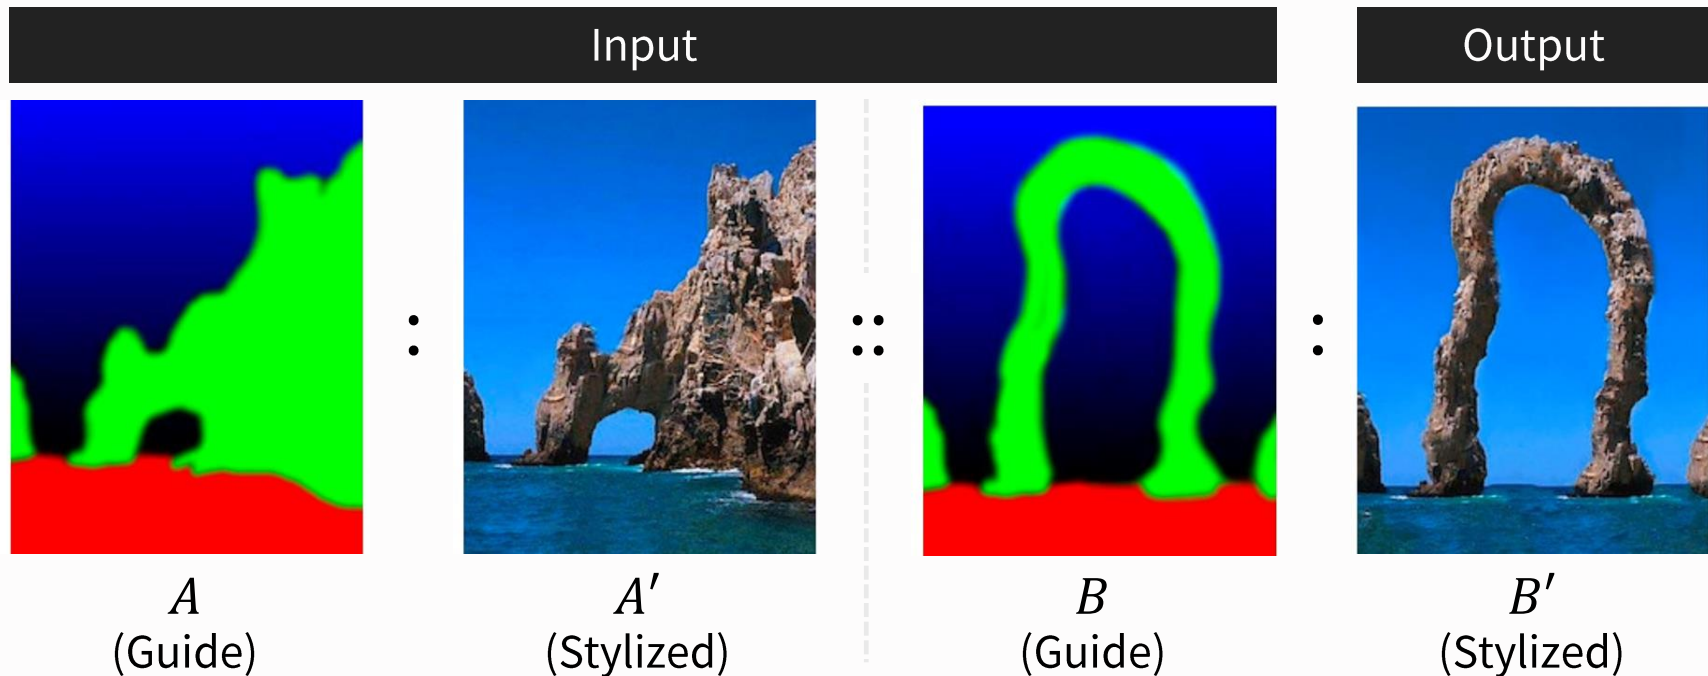 Input
Output
:
::
:
A
A′
B
B′
(Guide)
(Stylized)
(Guide)
(Stylized)